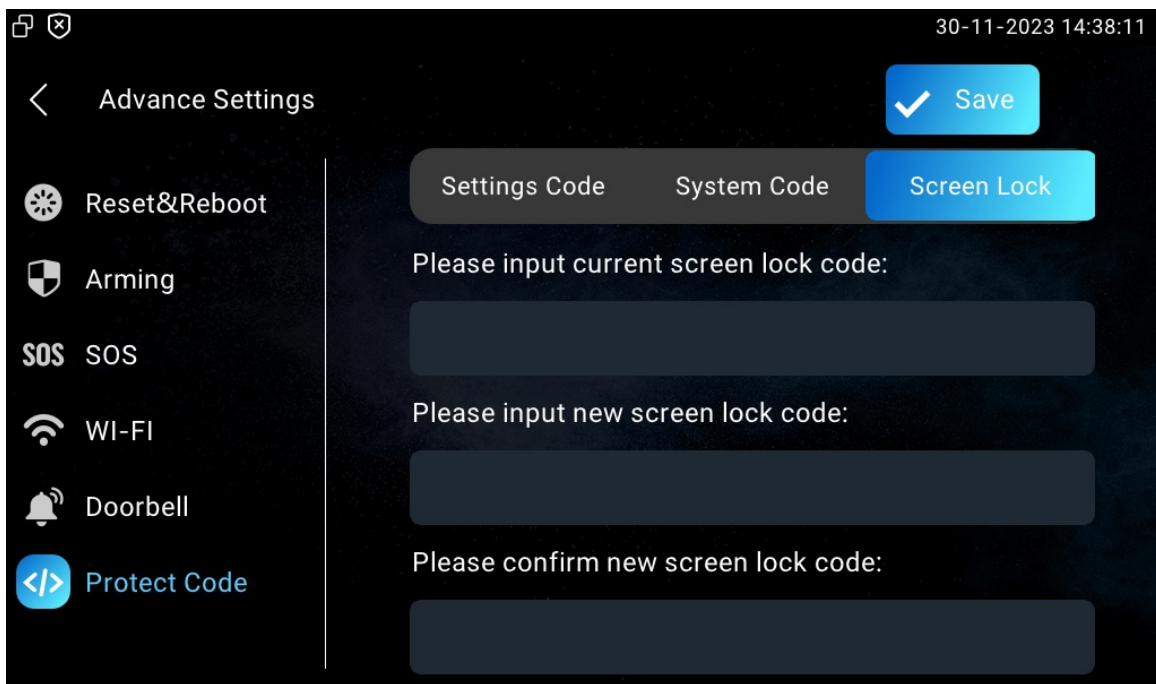 30-11-2023 14:38:11
Advance Settings
Save
Reset&Reboot
Arming
SOS SOS
WI-FI
Doorbell
</> Protect Code
Settings Code System Code Screen Lock
Please input current screen lock code:
Please input new screen lock code:
Please confirm new screen lock code: